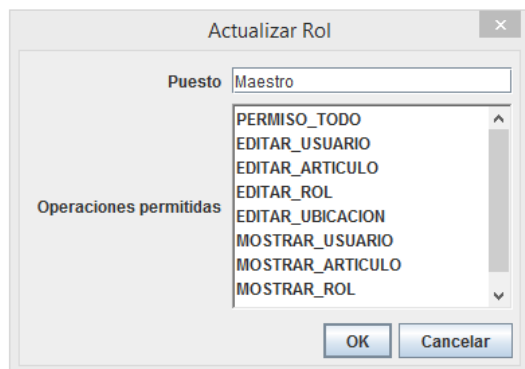 Actualizar Rol
Puesto Maestro
PERMISO_TODO
EDITAR_USUARIO
EDITAR_ARTICULO
EDITAR_ROL
Operaciones permitidas
EDITAR_UBICACION
MOSTRAR_USUARIO
MOSTRAR_ARTICULO
MOSTRAR_ROL
OK Cancelar